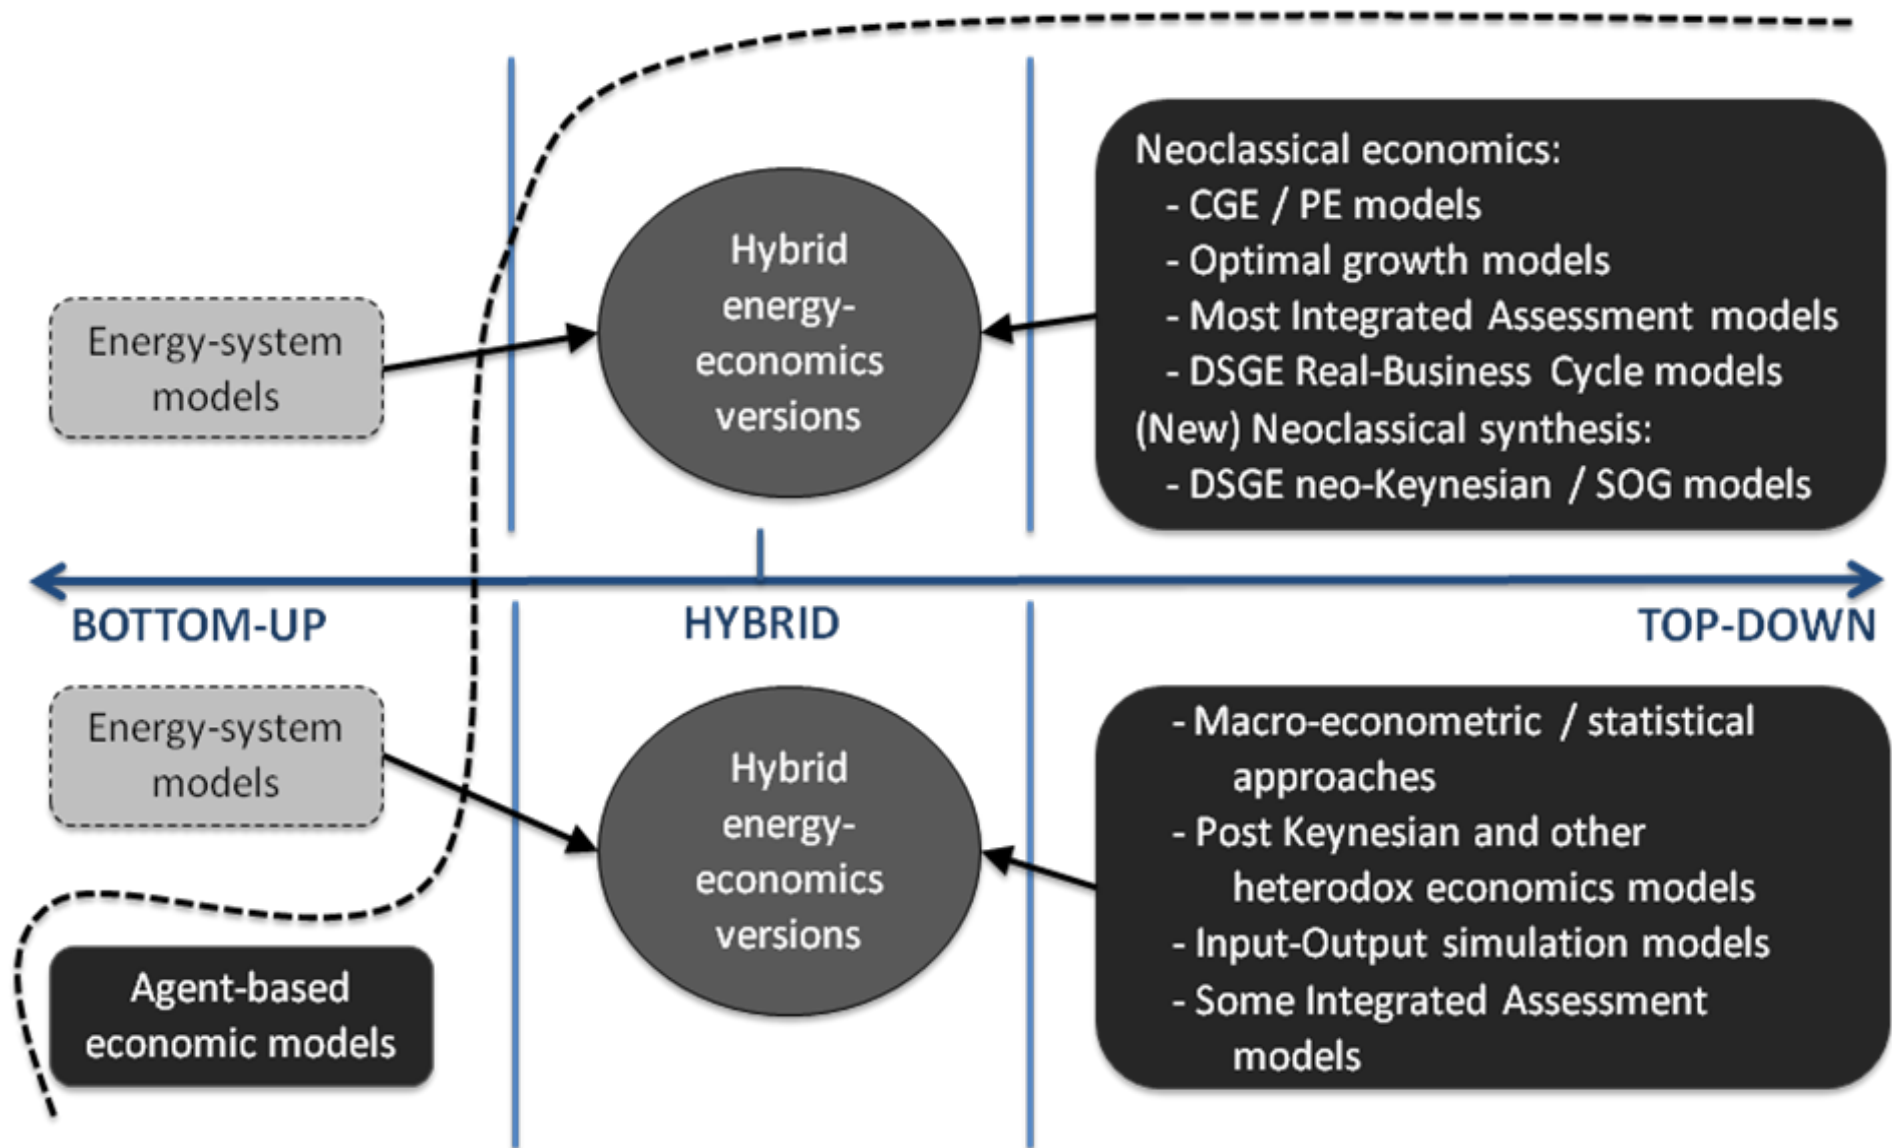 Energy-system
models
Hybrid
energy-
economics
versions
Neoclassical economics:
- CGE / PE models
- Optimal growth models
- Most Integrated Assessment models
- DSGE Real-Business Cycle models
(New) Neoclassical synthesis:
- DSGE neo-Keynesian / SOG models
BOTTOM-UP
HYBRID
TOP-DOWN
Energy-system
models
Hybrid
energy-
economics
versions
- Macro-econometric / statistical
approaches
- Post Keynesian and other
heterodox economics models
- Input-Output simulation models
- Some Integrated Assessment
models
Agent-based
economic models